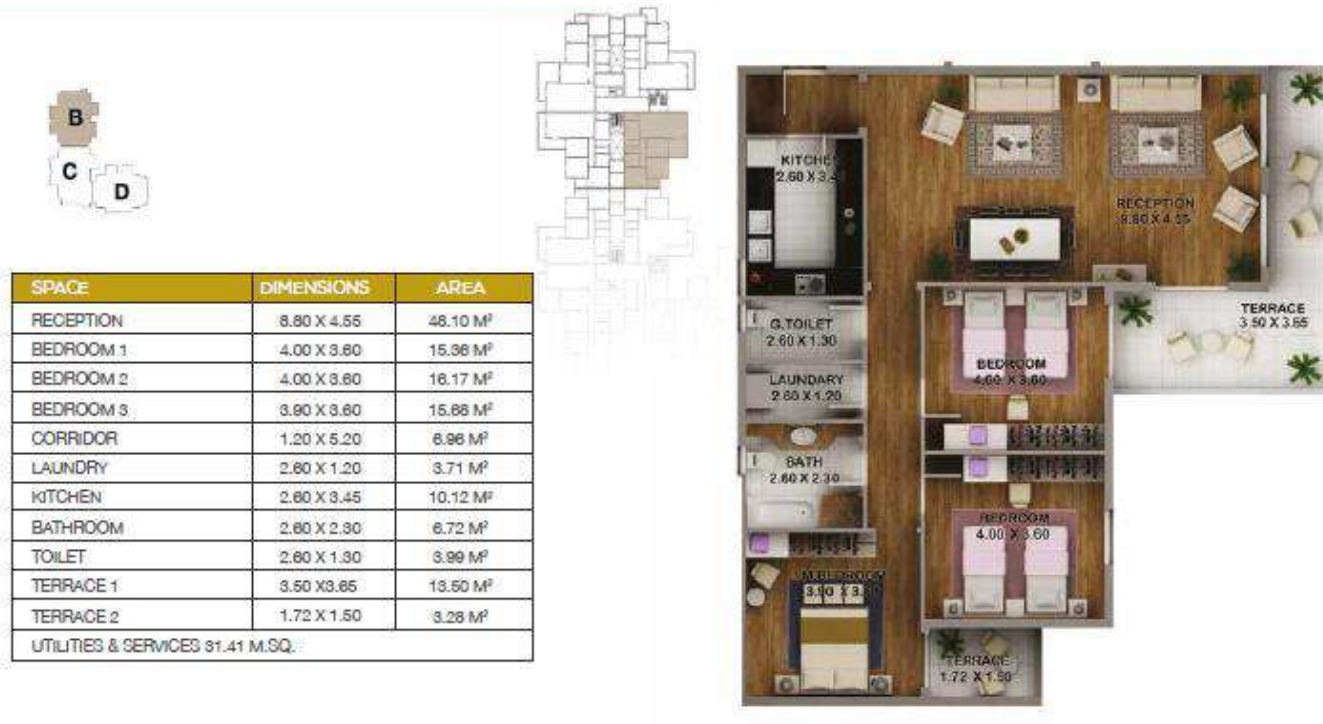 B
C
D
SPACE DIMENSIONS AREA
RECEPTION 8.80 X 4.55 46.10 M²
BEDROOM 1 4.00 X 3.60 15.36 M²
BEDROOM 2 4.00 X 3.60 16.17 M²
BEDROOM 3 3.90 X 3.60 15.68 M²
CORRIDOR 1.20 X 5.20 6.96 M²
LAUNDRY 2.60 X 1.20 3.71 M²
KITCHEN 2.60 X 3.45 10.12 M²
BATHROOM 2.60 X 2.30 6.72 M²
TOILET 2.60 X 1.30 3.99 M²
TERRACE 1 3.50 X3.65 13.50 M²
TERRACE 2 1.72 X 1.50 3.28 M²
UTILITIES & SERVICES 31.41 M.SQ.
KITCHEN
2.60 X
RECEPTION
8.80 X 4.55
TERRACE
3.50 X 3.65
G.TOILET
2.60 X 1.30
BEDROOM
4.00 X 3.60
LAUNDARY
2.60 X 1.20
BATH
2.60 X 2.30
BEDROOM
4.00 X 3.60
M.BEDROOM
TERRACE
1.72 X 1.50